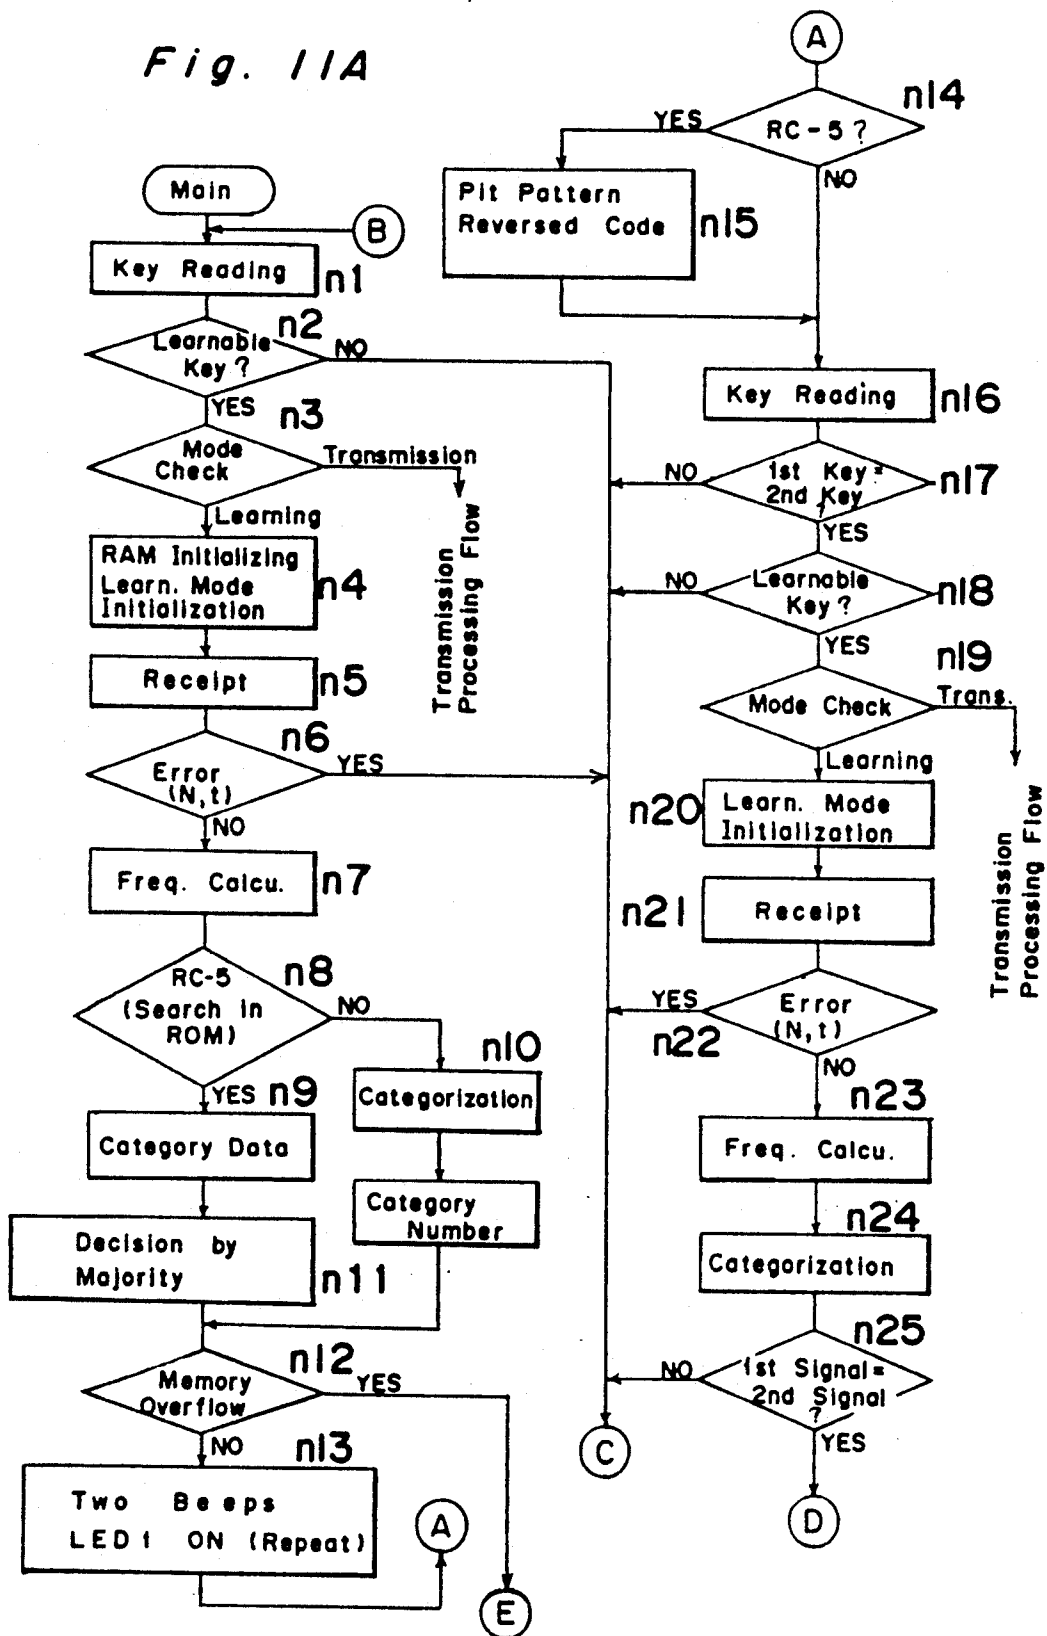 Fig. 11A
Main
B
Key Reading
n1
n2
Learnable
Key?
NO
YES
n3
Mode
Check
Transmission
Learning
Transmission
Processing Flow
RAM Initializing
Learn. Mode
Initialization
n4
Receipt
n5
n6
Error
(N,t)
YES
NO
Freq. Calcu.
n7
n8
RC-5
(Search in
ROM)
NO
YES
n9
n10
Categorization
Category Data
Category
Number
Decision by
Majority
n11
n12
Memory
Overflow
YES
NO
n13
Two Beeps
LED1 ON (Repeat)
A
E
A
n14
RC-5?
YES
NO
Pit Pattern
Reversed Code
n15
Key Reading
n16
1st Key=
2nd Key
?
n17
NO
YES
Learnable
Key?
n18
NO
YES
n19
Mode Check
Trans.
Learning
Transmission
Processing Flow
n20
Learn. Mode
Initialization
n21
Receipt
Error
(N,t)
n22
YES
NO
n23
Freq. Calcu.
n24
Categorization
n25
1st Signal=
2nd Signal
?
NO
YES
C
D